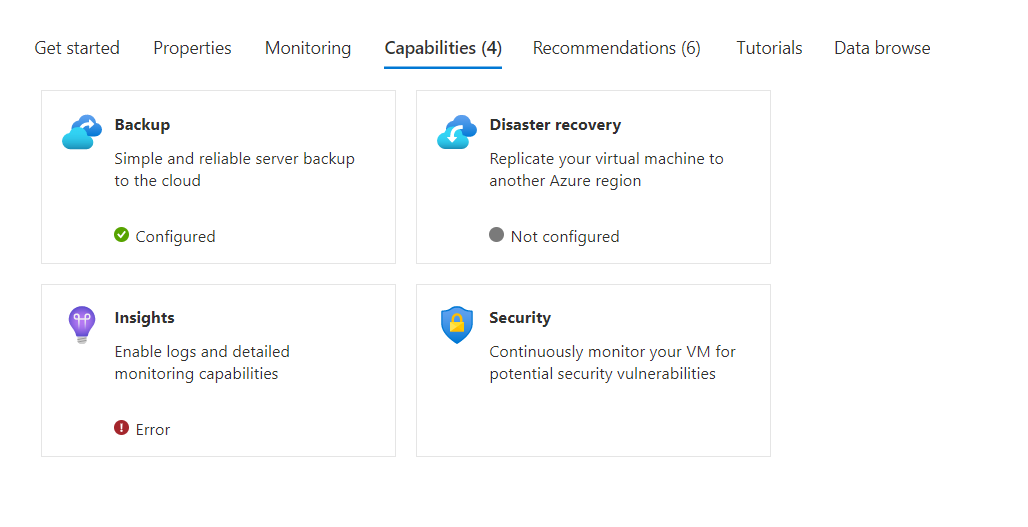 Get started Properties Monitoring Capabilities (4) Recommendations (6) Tutorials Data browse
Backup
Simple and reliable server backup
to the cloud
Configured
Disaster recovery
Replicate your virtual machine to
another Azure region
Not configured
Insights
Enable logs and detailed
monitoring capabilities
Error
Security
Continuously monitor your VM for
potential security vulnerabilities